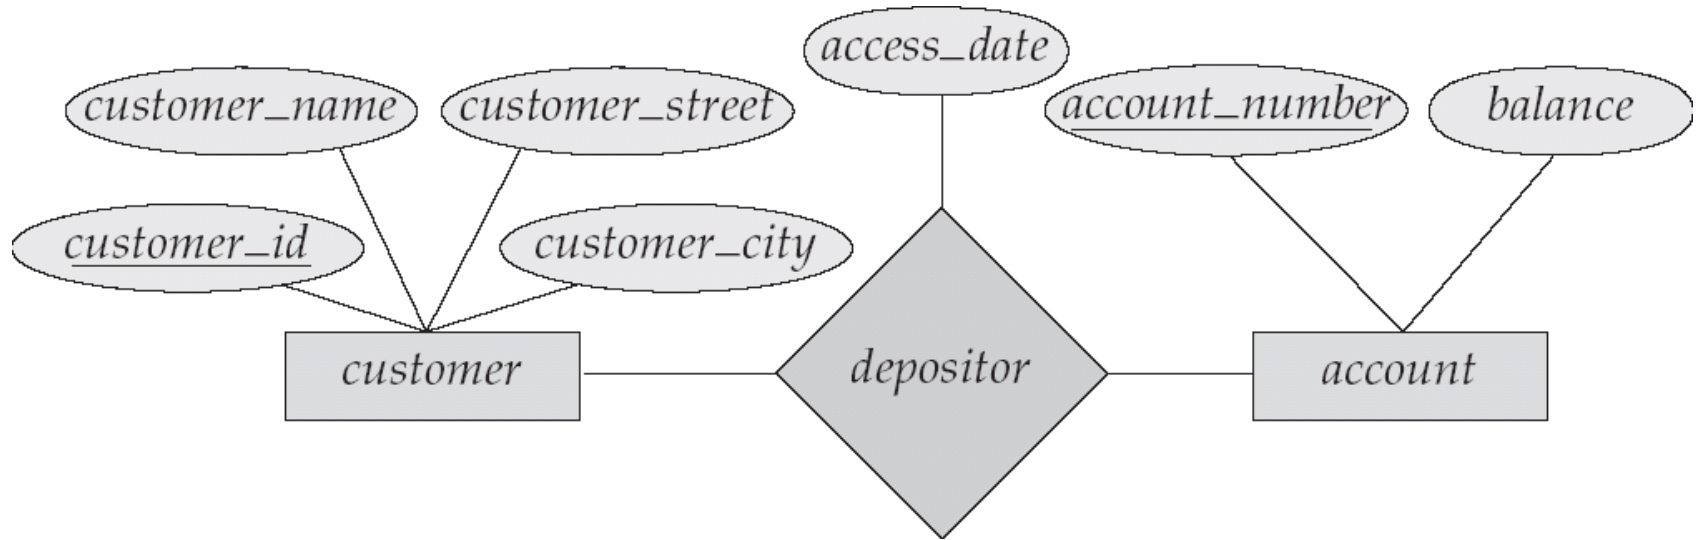 access_date
customer_name
customer_street
account_number
balance
customer_id
customer_city
customer
depositor
account